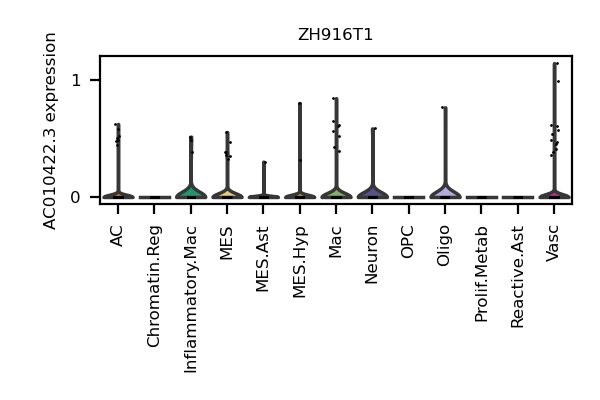 ZH916T1
AC010422.3 expression
1
0
AC
Chromatin.Reg
Inflammatory.Mac
MES
MES.Ast
MES.Hyp
Mac
Neuron
OPC
Oligo
Prolif.Metab
Reactive.Ast
Vasc